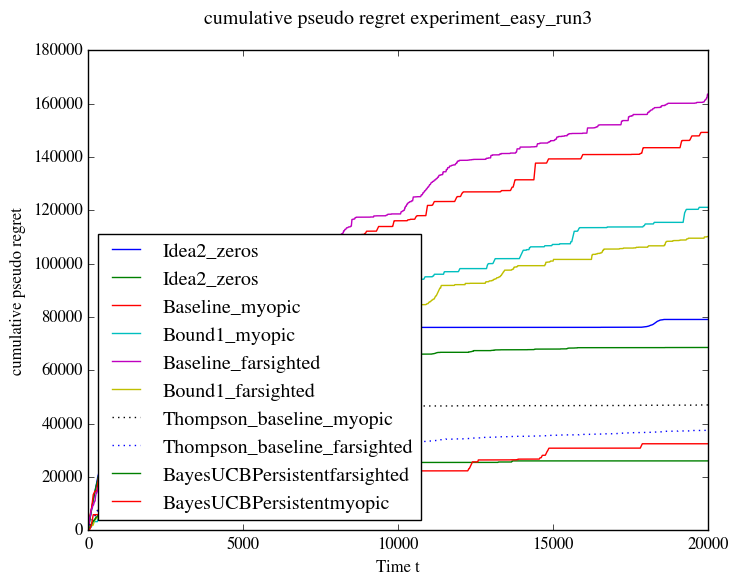 cumulative pseudo regret experiment_easy_run3
cumulative pseudo regret
180000
160000
140000
120000
100000
80000
60000
40000
20000
0
Idea2_zeros
Idea2_zeros
Baseline_myopic
Bound1_myopic
Baseline_farsighted
Bound1_farsighted
Thompson_baseline_myopic
Thompson_baseline_farsighted
BayesUCBPersistentfarsighted
BayesUCBPersistentmyopic
0 5000 10000 15000 20000
Time t